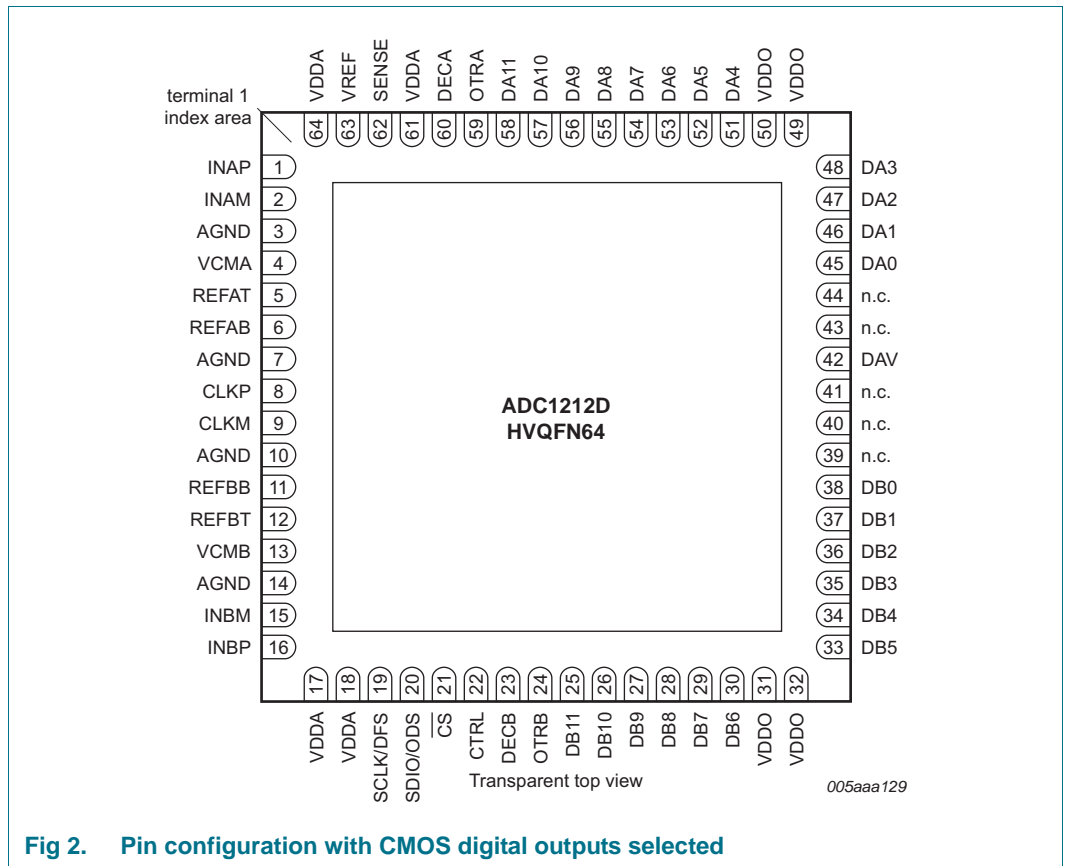 VDDA VREF SENSE VDDA DECA OTRA DA11 DA10 DA9 DA8 DA7 DA6 DA5 DA4 VDDO VDDO
terminal 1
index area
64 63 62 61 60 59 58 57 56 55 54 53 52 51 50 49
INAP 1 48 DA3
INAM 2 47 DA2
AGND 3 46 DA1
VCMA 4 45 DA0
REFAT 5 44 n.c.
REFAB 6 43 n.c.
AGND 7 42 DAV
CLKP 8 41 n.c.
ADC1212D
HVQFN64
CLKM 9 40 n.c.
AGND 10 39 n.c.
REFBB 11 38 DB0
REFBT 12 37 DB1
VCMB 13 36 DB2
AGND 14 35 DB3
INBM 15 34 DB4
INBP 16 33 DB5
17 18 19 20 21 22 23 24 25 26 27 28 29 30 31 32
VDDA VDDA SCLK/DFS SDIO/ODS CS CTRL DECB OTRB DB11 DB10 DB9 DB8 DB7 DB6 VDDO VDDO
Transparent top view
005aaa129
Fig 2. Pin configuration with CMOS digital outputs selected